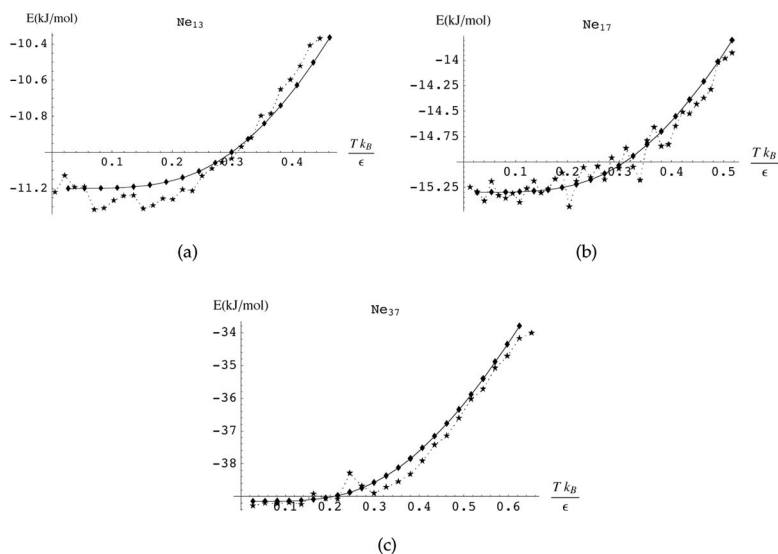 E(kJ/mol)
Ne13
-10.4
-10.6
-10.8
-11.2
0.1 0.2 0.3 0.4
T kB
ϵ
(a)
E(kJ/mol)
Ne17
-14
-14.25
-14.5
-14.75
-15.25
0.1 0.2 0.3 0.4 0.5
T kB
ϵ
(b)
E(kJ/mol)
Ne37
-34
-35
-36
-37
-38
0.1 0.2 0.3 0.4 0.5 0.6
T kB
ϵ
(c)